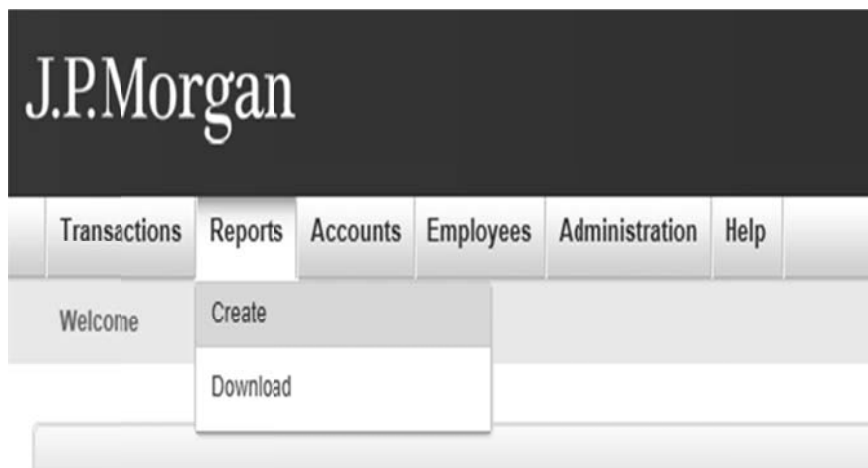 J.P.Morgan
Transactions Reports Accounts Employees Administration Help
Welcome
Create
Download